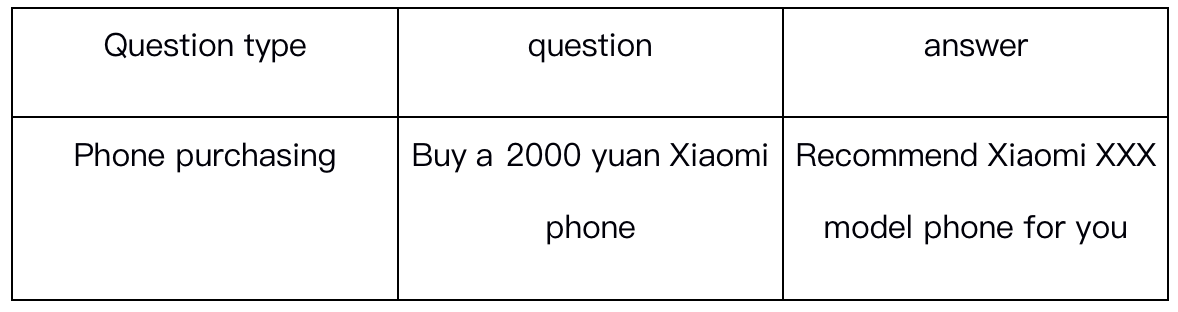 Question type question answer
Phone purchasing Buy a 2000 yuan Xiaomi Recommend Xiaomi XXX
phone model phone for you